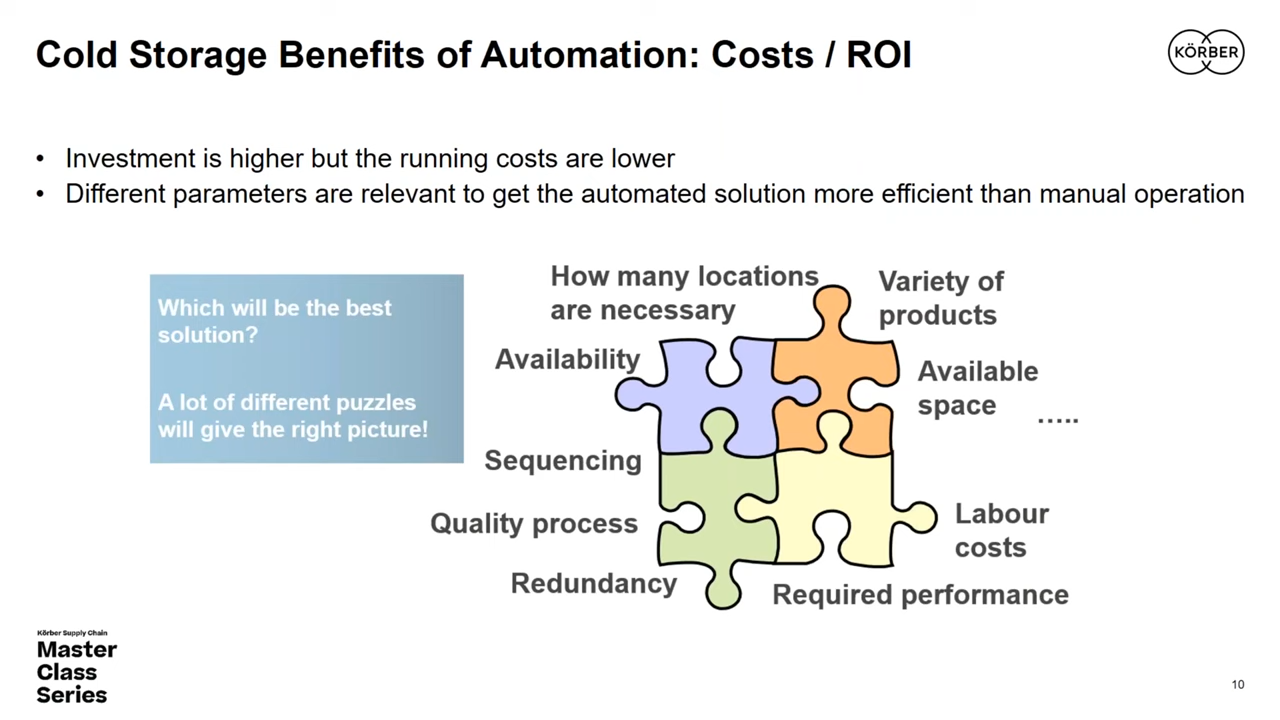 Cold Storage Benefits of Automation: Costs / ROI
KÖRBER
• Investment is higher but the running costs are lower
• Different parameters are relevant to get the automated solution more efficient than manual operation
Which will be the best
solution?
A lot of different puzzles
will give the right picture!
How many locations
are necessary
Variety of
products
Availability
Available
space
.....
Sequencing
Quality process
Labour
costs
Redundancy
Required performance
Körber Supply Chain
Master
Class
Series
10